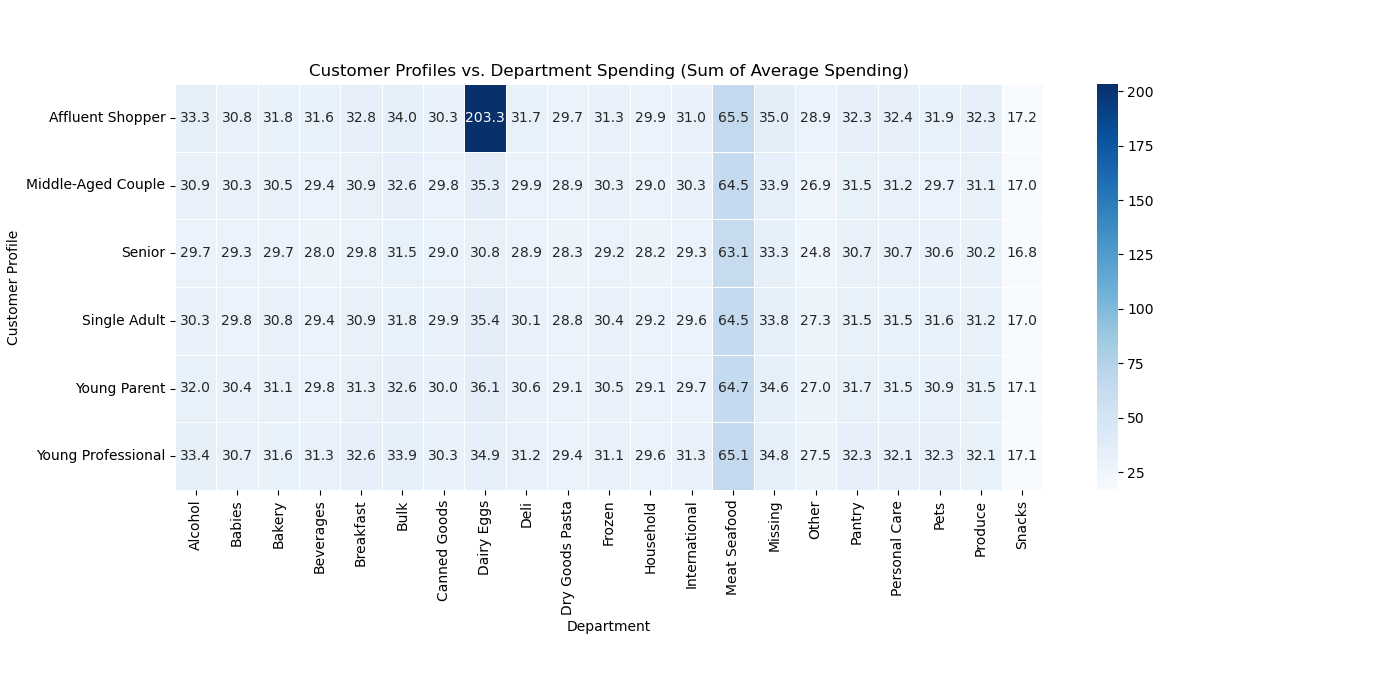 Customer Profiles vs. Department Spending (Sum of Average Spending)
Customer Profile
Affluent Shopper 33.3 30.8 31.8 31.6 32.8 34.0 30.3 203.3 31.7 29.7 31.3 29.9 31.0 65.5 35.0 28.9 32.3 32.4 31.9 32.3 17.2
Middle-Aged Couple 30.9 30.3 30.5 29.4 30.9 32.6 29.8 35.3 29.9 28.9 30.3 29.0 30.3 64.5 33.9 26.9 31.5 31.2 29.7 31.1 17.0
Senior 29.7 29.3 29.7 28.0 29.8 31.5 29.0 30.8 28.9 28.3 29.2 28.2 29.3 63.1 33.3 24.8 30.7 30.7 30.6 30.2 16.8
Single Adult 30.3 29.8 30.8 29.4 30.9 31.8 29.9 35.4 30.1 28.8 30.4 29.2 29.6 64.5 33.8 27.3 31.5 31.5 31.6 31.2 17.0
Young Parent 32.0 30.4 31.1 29.8 31.3 32.6 30.0 36.1 30.6 29.1 30.5 29.1 29.7 64.7 34.6 27.0 31.7 31.5 30.9 31.5 17.1
Young Professional 33.4 30.7 31.6 31.3 32.6 33.9 30.3 34.9 31.2 29.4 31.1 29.6 31.3 65.1 34.8 27.5 32.3 32.1 32.3 32.1 17.1
Alcohol
Babies
Bakery
Beverages
Breakfast
Bulk
Canned Goods
Dairy Eggs
Deli
Dry Goods Pasta
Frozen
Household
International
Meat Seafood
Missing
Other
Pantry
Personal Care
Pets
Produce
Snacks
Department
200
175
150
125
100
75
50
25